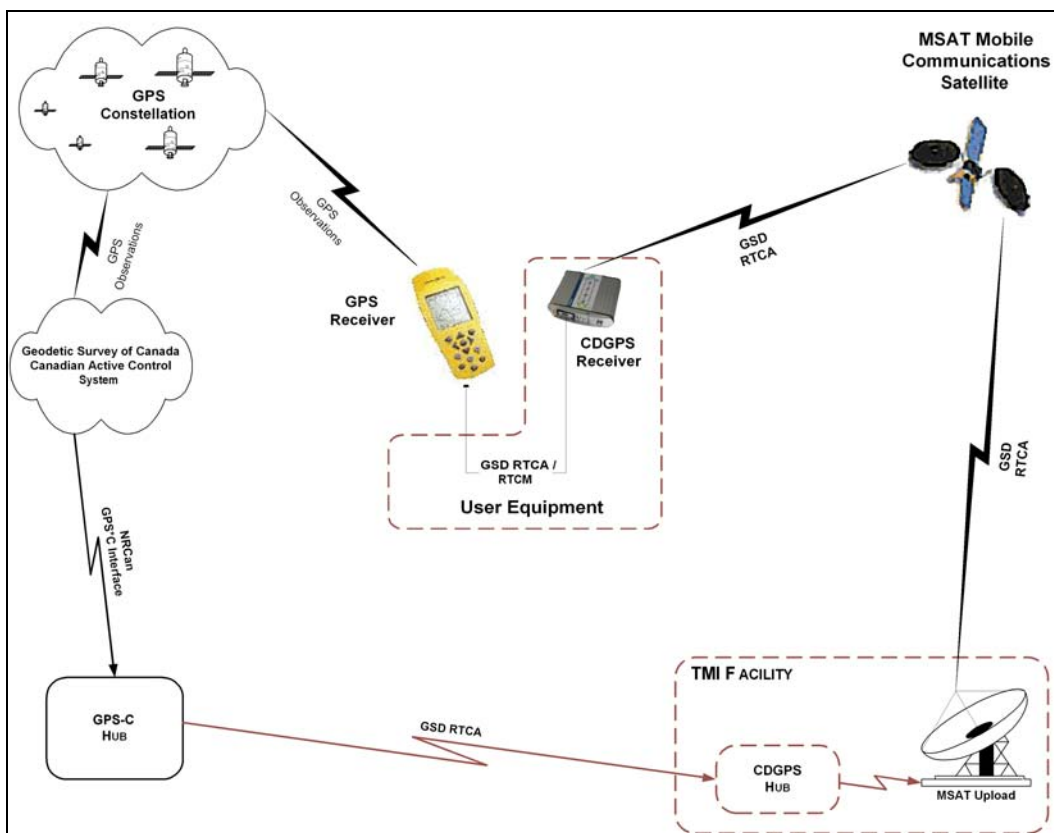 GPS
Constellation
MSAT Mobile
Communications
Satellite
GPS
Observations
GPS
Observations
GSD
RTCA
GPS
Receiver
CDGPS
Receiver
Geodetic Survey of Canada
Canadian Active Control
System
GSD RTCA /
RTCM
User Equipment
GSD
RTCA
NRCan
GPS*C Interface
TMI FACILITY
GPS-C
HUB
GSD RTCA
CDGPS
HUB
MSAT Upload